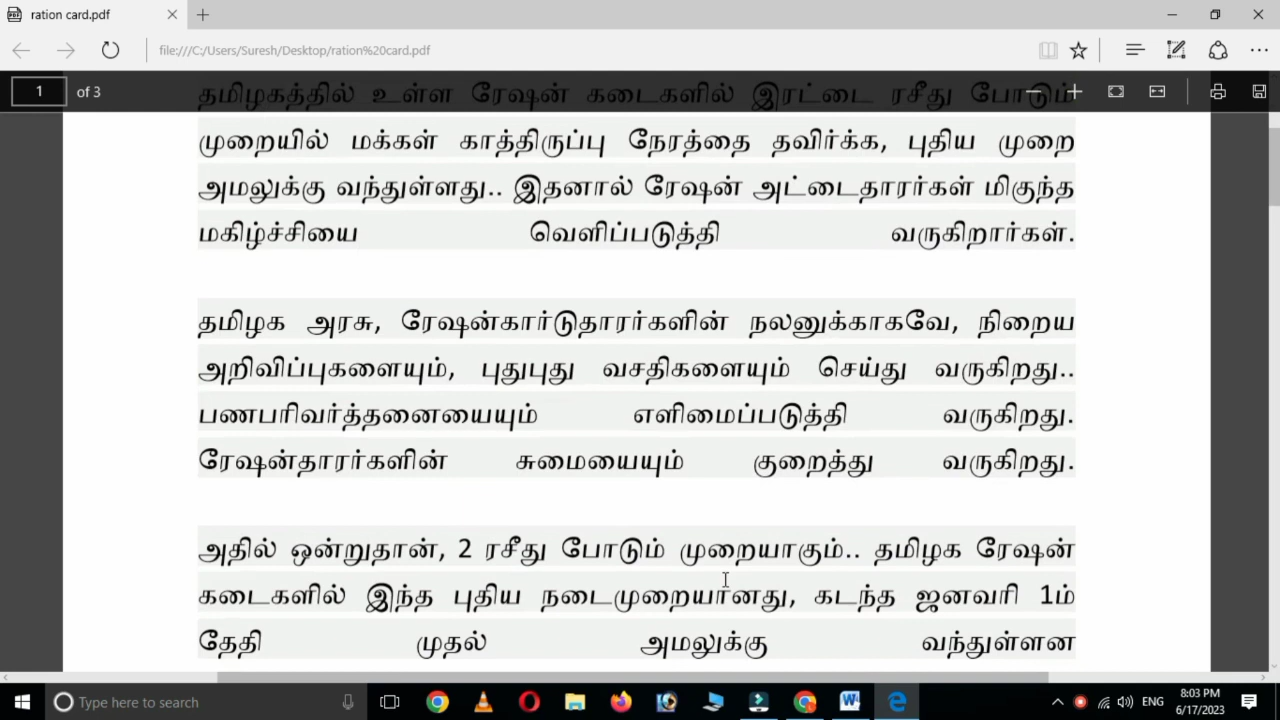 ration card.pdf
file:///C:/Users/Suresh/Desktop/ration%20card.pdf
1 of 3
தமிழகத்தில் உள்ள ரேஷன் கடைகளில் இரட்டை ரசீது போடும்
முறையில் மக்கள் காத்திருப்பு நேரத்தை தவிர்க்க, புதிய முறை
அமலுக்கு வந்துள்ளது.. இதனால் ரேஷன் அட்டைதாரர்கள் மிகுந்த
மகிழ்ச்சியை வெளிப்படுத்தி வருகிறார்கள்.
தமிழக அரசு, ரேஷன்கார்டுதாரர்களின் நலனுக்காகவே, நிறைய
அறிவிப்புகளையும், புதுபுது வசதிகளையும் செய்து வருகிறது..
பணபரிவர்த்தனையையும் எளிமைப்படுத்தி வருகிறது.
ரேஷன்தாரர்களின் சுமையையும் குறைத்து வருகிறது.
அதில் ஒன்றுதான், 2 ரசீது போடும் முறையாகும்.. தமிழக ரேஷன்
கடைகளில் இந்த புதிய நடைமுறையானது, கடந்த ஜனவரி 1ம்
தேதி முதல் அமலுக்கு வந்துள்ளன
Type here to search
ENG
8:03 PM
6/17/2023